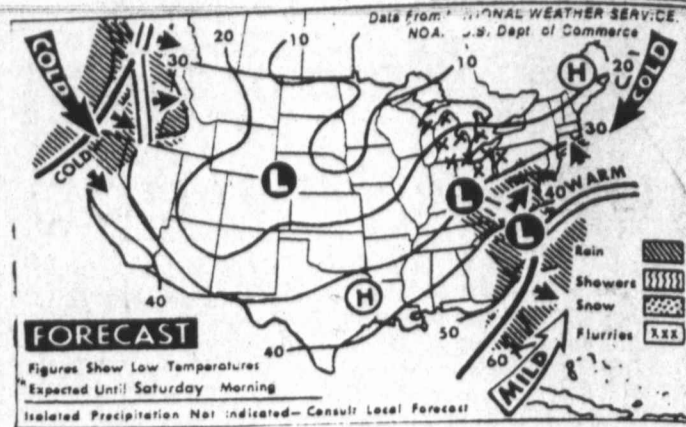 Data From NATIONAL WEATHER SERVICE,
NOAA, U.S. Dept. of Commerce
COLD
20
10
10
H
20
COLD
30
30
COLD
L
L
40 WARM
L
Rain
Showers
Snow
Flurries
xxx
40
H
50
FORECAST
40
60
MILD
Figures Show Low Temperatures
Expected Until Saturday Morning
Isolated Precipitation Not Indicated— Consult Local Forecast